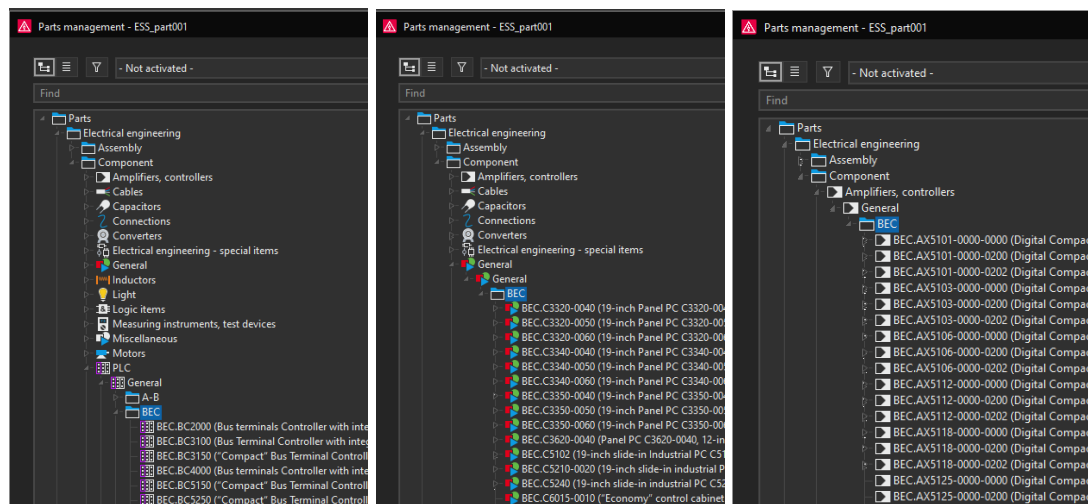 Parts management - ESS_part001
- Not activated -
Find
Parts
Electrical engineering
Assembly
Component
Amplifiers, controllers
Cables
Capacitors
Connections
Converters
Electrical engineering - special items
General
Inductors
Light
Logic items
Measuring instruments, test devices
Miscellaneous
Motors
PLC
General
A-B
BEC
BEC.BC2000 (Bus terminals Controller with inte
BEC.BC3100 (Bus Terminal Controller with integ
BEC.BC3150 ("Compact" Bus Terminal Controll
BEC.BC4000 (Bus terminals Controller with inte
BEC.BC5150 ("Compact" Bus Terminal Controll
BEC.BC5250 ("Compact" Bus Terminal Controll
Parts management - ESS_part001
- Not activated -
Find
Parts
Electrical engineering
Assembly
Component
Amplifiers, controllers
Cables
Capacitors
Connections
Converters
Electrical engineering - special items
General
General
BEC
BEC.C3320-0040 (19-inch Panel PC C3320-004
BEC.C3320-0050 (19-inch Panel PC C3320-005
BEC.C3320-0060 (19-inch Panel PC C3320-006
BEC.C3340-0040 (19-inch Panel PC C3340-004
BEC.C3340-0050 (19-inch Panel PC C3340-005
BEC.C3340-0060 (19-inch Panel PC C3340-006
BEC.C3350-0040 (19-inch Panel PC C3350-004
BEC.C3350-0050 (19-inch Panel PC C3350-005
BEC.C3350-0060 (19-inch Panel PC C3350-006
BEC.C3620-0040 (Panel PC C3620-0040, 12-in
BEC.C5102 (19-inch slide-in Industrial PC C51
BEC.C5210-0020 (19-inch slide-in industrial P
BEC.C5240 (19-inch slide-in industrial PC C52
BEC.C6015-0010 ("Economy" control cabinet
Parts management - ESS_part001
- Not activated -
Find
Parts
Electrical engineering
Assembly
Component
Amplifiers, controllers
General
BEC
BEC.AX5101-0000-0000 (Digital Compac
BEC.AX5101-0000-0200 (Digital Compac
BEC.AX5101-0000-0202 (Digital Compac
BEC.AX5103-0000-0000 (Digital Compac
BEC.AX5103-0000-0200 (Digital Compac
BEC.AX5103-0000-0202 (Digital Compac
BEC.AX5106-0000-0000 (Digital Compac
BEC.AX5106-0000-0200 (Digital Compac
BEC.AX5106-0000-0202 (Digital Compac
BEC.AX5112-0000-0000 (Digital Compac
BEC.AX5112-0000-0200 (Digital Compac
BEC.AX5112-0000-0202 (Digital Compac
BEC.AX5118-0000-0000 (Digital Compac
BEC.AX5118-0000-0200 (Digital Compac
BEC.AX5118-0000-0202 (Digital Compac
BEC.AX5125-0000-0000 (Digital Compac
BEC.AX5125-0000-0200 (Digital Compac